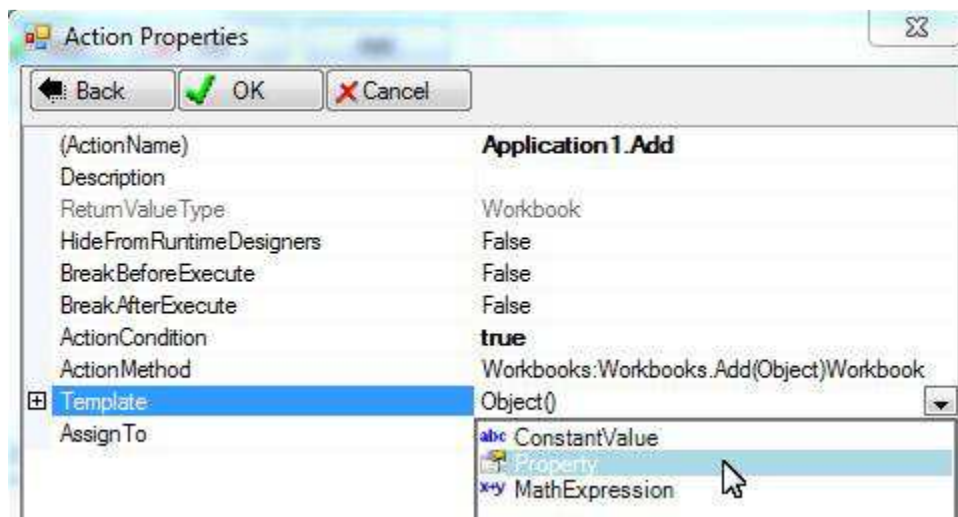 Action Properties
Back OK Cancel
(ActionName) Application1.Add
Description
ReturnValueType Workbook
HideFromRuntimeDesigners False
BreakBeforeExecute False
BreakAfterExecute False
ActionCondition true
ActionMethod Workbooks:Workbooks.Add(Object)Workbook
Template Object()
AssignTo
abc ConstantValue
Property
x+y MathExpression